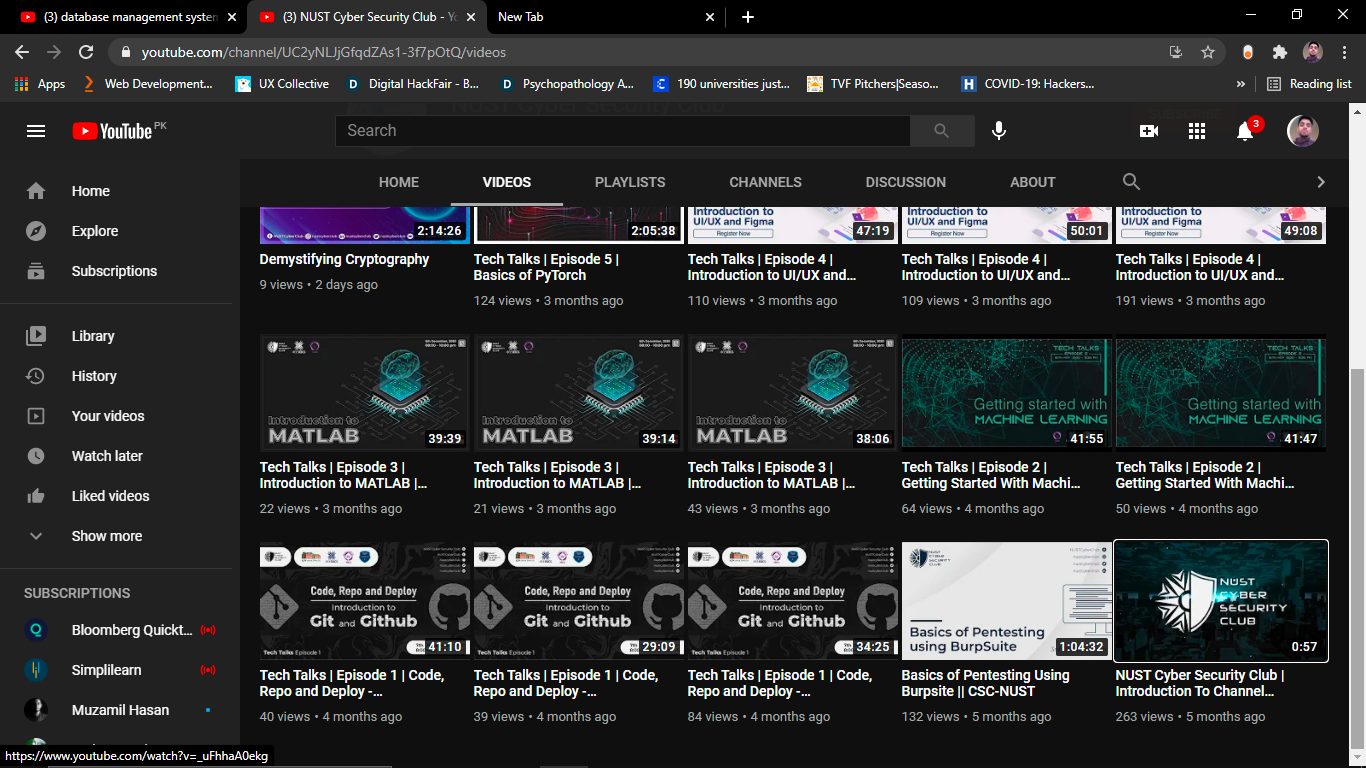 (3) database management system
(3) NUST Cyber Security Club - Yo
New Tab
youtube.com/channel/UC2yNLJjGfqdZAs1-3f7pOtQ/videos
Apps
Web Development...
UX Collective
Digital HackFair - B...
Psychopathology A...
190 universities just...
TVF Pitchers|Seaso...
COVID-19: Hackers...
»
Reading list
NUST Cyber Security Club
YouTube PK
Search
3
HOME
VIDEOS
PLAYLISTS
CHANNELS
DISCUSSION
ABOUT
Home
Explore
Subscriptions
Library
History
Your videos
Watch later
Liked videos
Show more
SUBSCRIPTIONS
Bloomberg Quickt...
Simplilearn
Muzamil Hasan
2:14:26
Demystifying Cryptography
9 views • 2 days ago
2:05:38
Tech Talks | Episode 5 |
Basics of PyTorch
124 views • 3 months ago
Introduction to
UI/UX and Figma
Register Now
47:19
Tech Talks | Episode 4 |
Introduction to UI/UX and...
110 views • 3 months ago
Introduction to
UI/UX and Figma
Register Now
50:01
Tech Talks | Episode 4 |
Introduction to UI/UX and...
109 views • 3 months ago
Introduction to
UI/UX and Figma
Register Now
49:08
Tech Talks | Episode 4 |
Introduction to UI/UX and...
191 views • 3 months ago
Introduction to
MATLAB
39:39
Tech Talks | Episode 3 |
Introduction to MATLAB |...
22 views • 3 months ago
Introduction to
MATLAB
39:14
Tech Talks | Episode 3 |
Introduction to MATLAB |...
21 views • 3 months ago
Introduction to
MATLAB
38:06
Tech Talks | Episode 3 |
Introduction to MATLAB |...
43 views • 3 months ago
TECH TALKS
Getting started with
MACHINE LEARNING
41:55
Tech Talks | Episode 2 |
Getting Started With Machi...
64 views • 4 months ago
TECH TALKS
Getting started with
MACHINE LEARNING
41:47
Tech Talks | Episode 2 |
Getting Started With Machi...
50 views • 4 months ago
Code, Repo and Deploy
Introduction to
Git and Github
Tech Talks | Episode 1
41:10
Tech Talks | Episode 1 | Code,
Repo and Deploy -...
40 views • 4 months ago
Code, Repo and Deploy
Introduction to
Git and Github
Tech Talks | Episode 1
29:09
Tech Talks | Episode 1 | Code,
Repo and Deploy -...
39 views • 4 months ago
Code, Repo and Deploy
Introduction to
Git and Github
Tech Talks | Episode 1
34:25
Tech Talks | Episode 1 | Code,
Repo and Deploy -...
84 views • 4 months ago
NUST
CYBER
SECURITY
CLUB
Basics of Pentesting
using BurpSuite
1:04:32
Basics of Pentesting Using
Burpsite || CSC-NUST
132 views • 5 months ago
NUST
CYBER
SECURITY
CLUB
0:57
NUST Cyber Security Club |
Introduction To Channel...
263 views • 5 months ago
https://www.youtube.com/watch?v=_uFhhaA0ekg